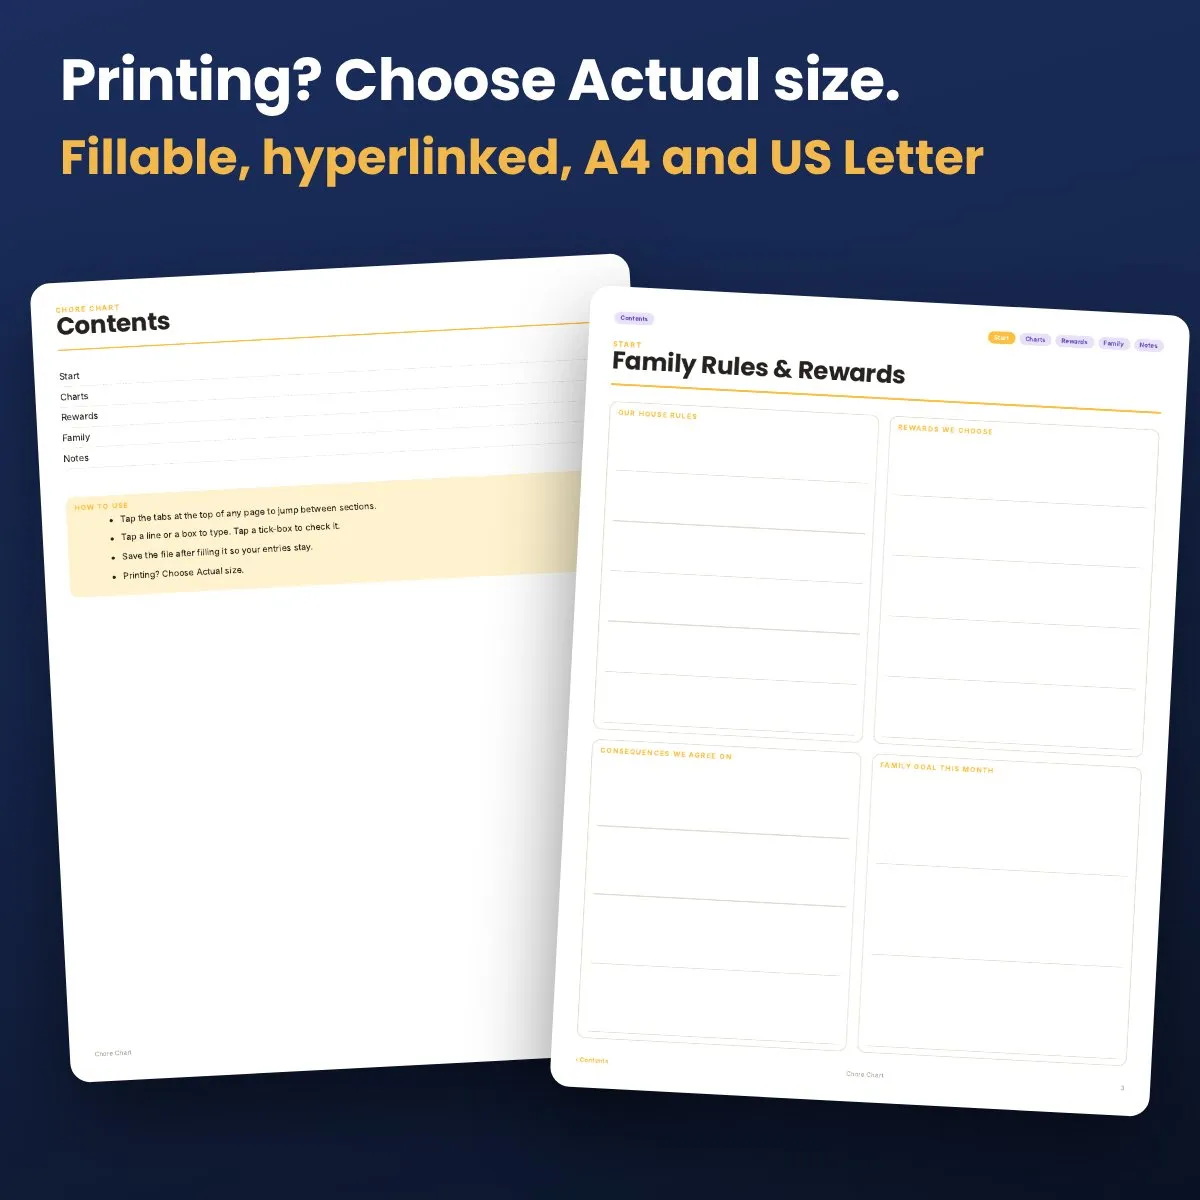 Printing? Choose Actual size.
Fillable, hyperlinked, A4 and US Letter
CHORE CHART
Contents
Start
Charts
Rewards
Family
Notes
HOW TO USE
• Tap the tabs at the top of any page to jump between sections.
• Tap a line or a box to type. Tap a tick-box to check it.
• Save the file after filling it so your entries stay.
• Printing? Choose Actual size.
Chore Chart
Contents
Start Charts Rewards Family Notes
START
Family Rules & Rewards
OUR HOUSE RULES
REWARDS WE CHOOSE
CONSEQUENCES WE AGREE ON
FAMILY GOAL THIS MONTH
‹ Contents
Chore Chart
3